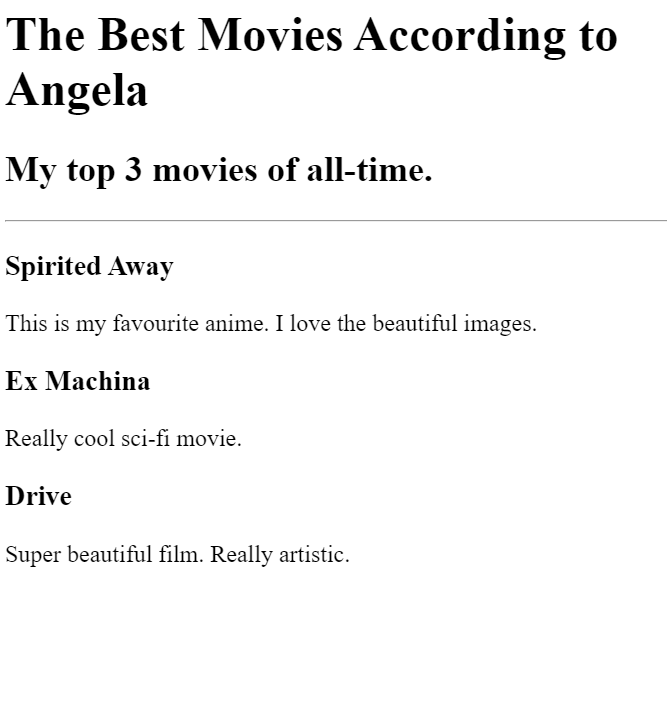 The Best Movies According to
Angela
My top 3 movies of all-time.
Spirited Away
This is my favourite anime. I love the beautiful images.
Ex Machina
Really cool sci-fi movie.
Drive
Super beautiful film. Really artistic.